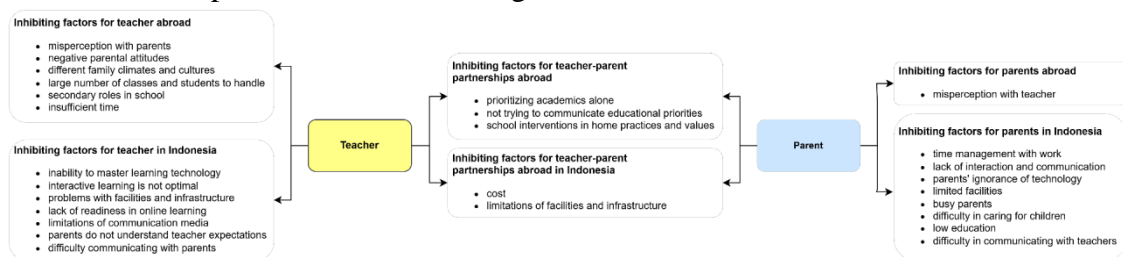 Inhibiting factors for teacher abroad
• misperception with parents
• negative parental attitudes
• different family climates and cultures
• large number of classes and students to handle
• secondary roles in school
• insufficient time
Inhibiting factors for teacher in Indonesia
• inability to master learning technology
• interactive learning is not optimal
• problems with facilities and infrastructure
• lack of readiness in online learning
• limitations of communication media
• parents do not understand teacher expectations
• difficulty communicating with parents
Teacher
Inhibiting factors for teacher-parent
partnerships abroad
• prioritizing academics alone
• not trying to communicate educational priorities
• school interventions in home practices and values
Inhibiting factors for teacher-parent
partnerships abroad in Indonesia
• cost
• limitations of facilities and infrastructure
Parent
Inhibiting factors for parents abroad
• misperception with teacher
Inhibiting factors for parents in Indonesia
• time management with work
• lack of interaction and communication
• parents' ignorance of technology
• limited facilities
• busy parents
• difficulty in caring for children
• low education
• difficulty in communicating with teachers